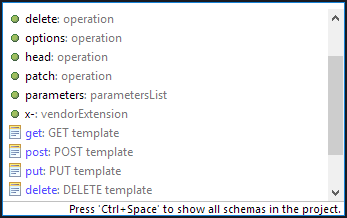 delete: operation
options: operation
head: operation
patch: operation
parameters: parametersList
x-: vendorExtension
get: GET template
post: POST template
put: PUT template
delete: DELETE template
Press 'Ctrl+Space' to show all schemas in the project.